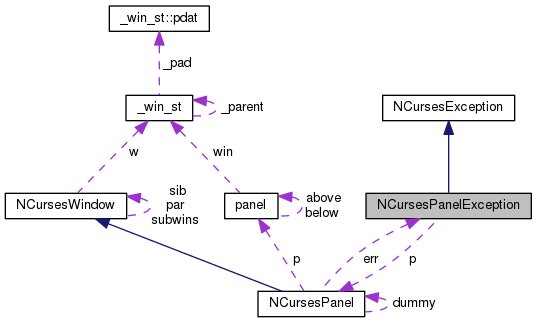 _win_st::pdat
_pad
_win_st
_parent
NCursesException
w
win
NCursesWindow
sib
par
subwins
panel
above
below
NCursesPanelException
p
err
p
NCursesPanel
dummy